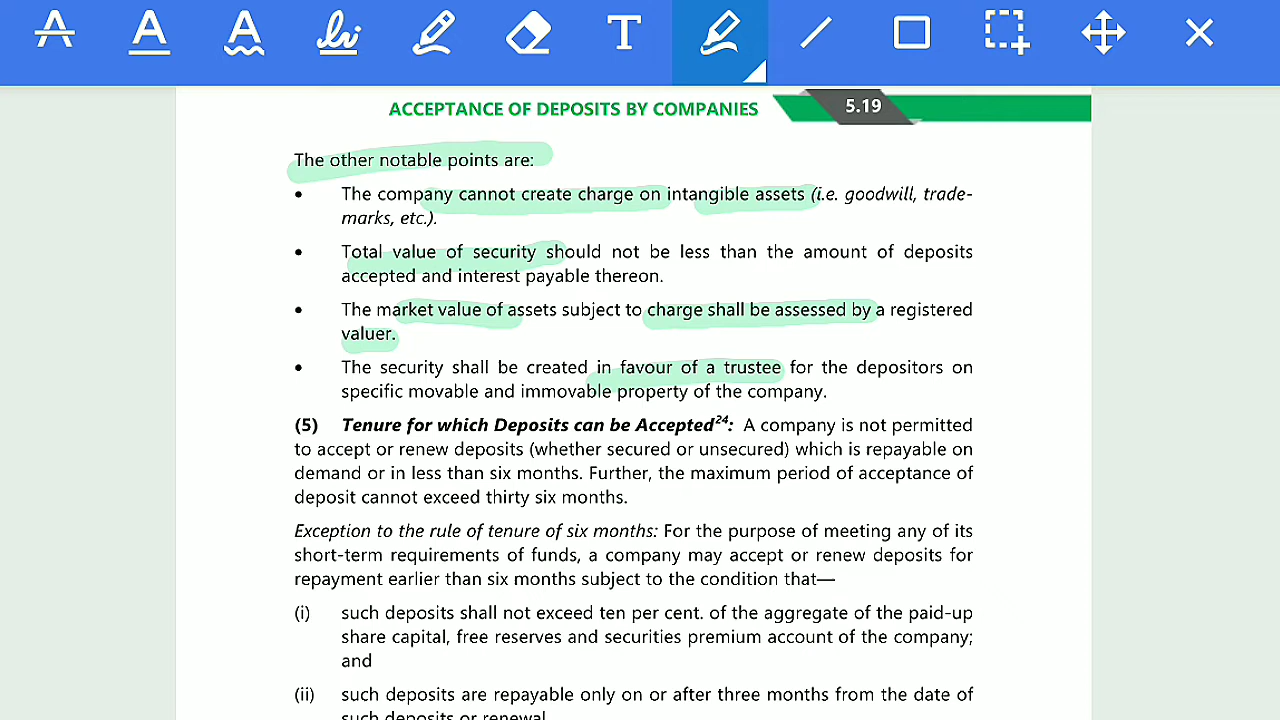 ACCEPTANCE OF DEPOSITS BY COMPANIES 5.19
The other notable points are:
• The company cannot create charge on intangible assets (i.e. goodwill, trade-
marks, etc.).
• Total value of security should not be less than the amount of deposits
accepted and interest payable thereon.
• The market value of assets subject to charge shall be assessed by a registered
valuer.
• The security shall be created in favour of a trustee for the depositors on
specific movable and immovable property of the company.
(5) Tenure for which Deposits can be Accepted24: A company is not permitted
to accept or renew deposits (whether secured or unsecured) which is repayable on
demand or in less than six months. Further, the maximum period of acceptance of
deposit cannot exceed thirty six months.
Exception to the rule of tenure of six months: For the purpose of meeting any of its
short-term requirements of funds, a company may accept or renew deposits for
repayment earlier than six months subject to the condition that—
(i) such deposits shall not exceed ten per cent. of the aggregate of the paid-up
share capital, free reserves and securities premium account of the company;
and
(ii) such deposits are repayable only on or after three months from the date of
such deposits or renewal